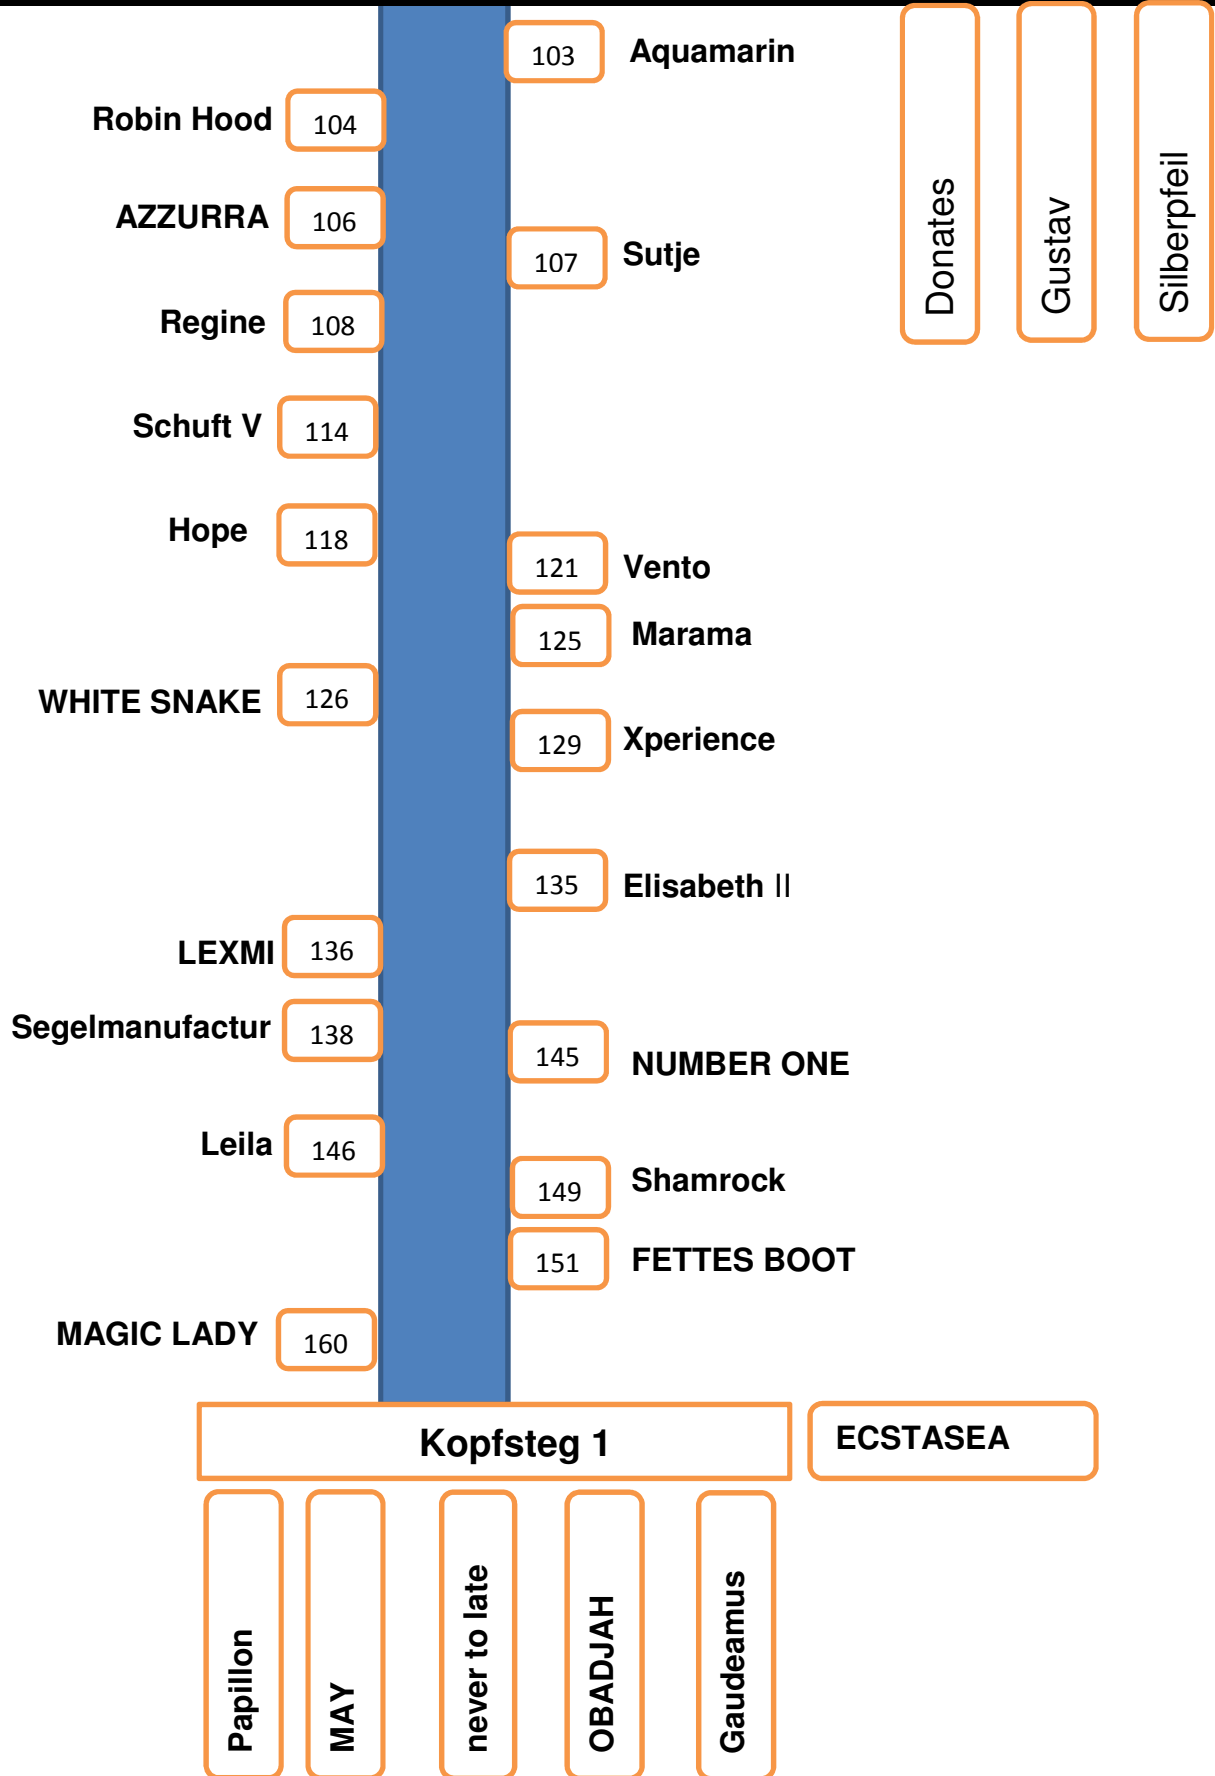 103 Aquamarin
Robin Hood 104
AZZURRA 106
107 Sutje
Donates
Gustav
Silberpfeil
Regine 108
Schuft V 114
Hope 118
121 Vento
125 Marama
WHITE SNAKE 126
129 Xperience
135 Elisabeth II
LEXMI 136
Segelmanufactur 138
145 NUMBER ONE
Leila 146
149 Shamrock
151 FETTES BOOT
MAGIC LADY 160
Kopfsteg 1
ECSTASEA
Papillon
MAY
never to late
OBADJAH
Gaudeamus